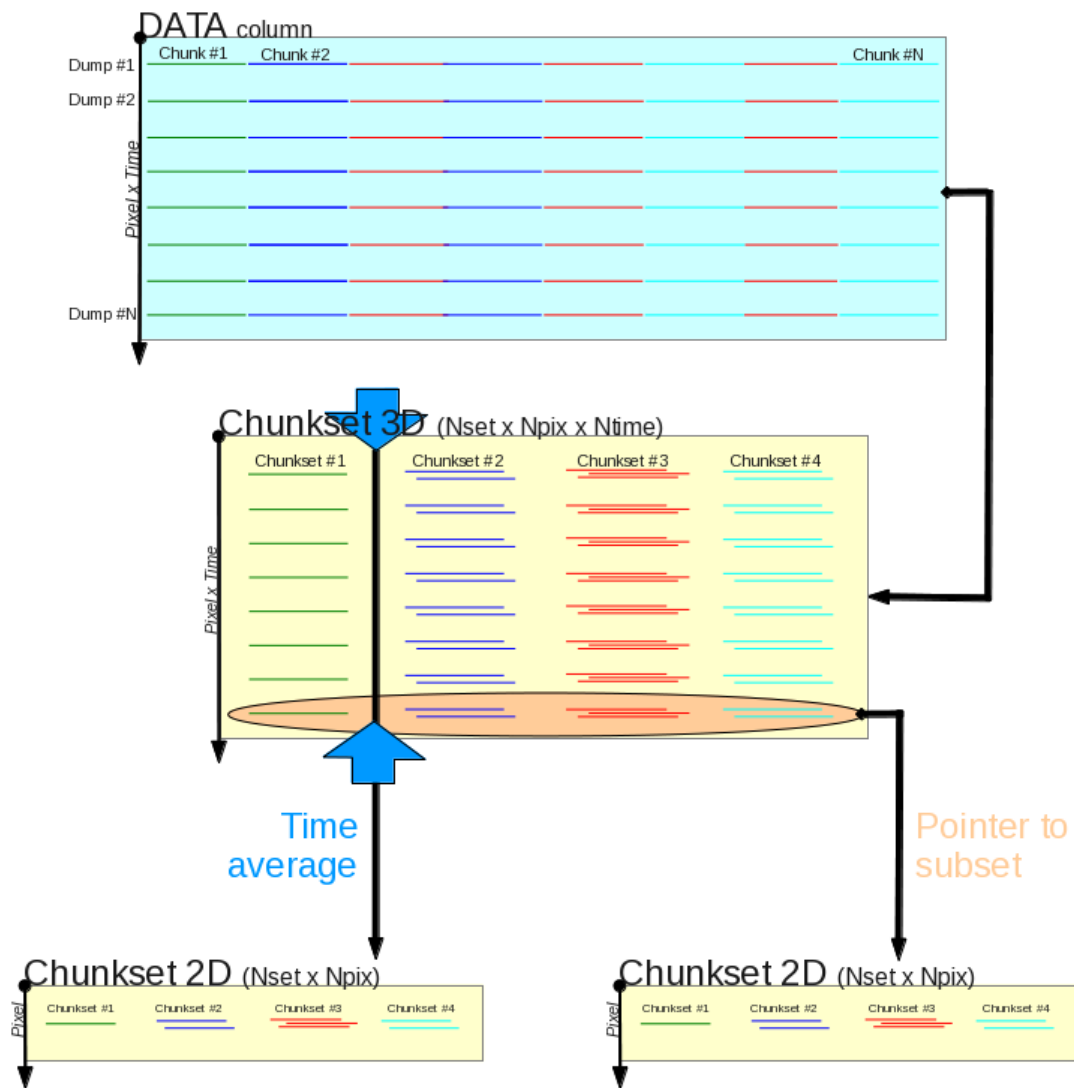 DATA column
Chunk #1 Chunk #2 Chunk #N
Dump #1
Dump #2
Pixel x Time
Dump #N
Chunkset 3D (Nset x Npix x Ntime)
Chunkset #1 Chunkset #2 Chunkset #3 Chunkset #4
Pixel x Time
Time
average
Pointer to
subset
Chunkset 2D (Nset x Npix)
Chunkset #1 Chunkset #2 Chunkset #3 Chunkset #4
Pixel
Chunkset 2D (Nset x Npix)
Chunkset #1 Chunkset #2 Chunkset #3 Chunkset #4
Pixel